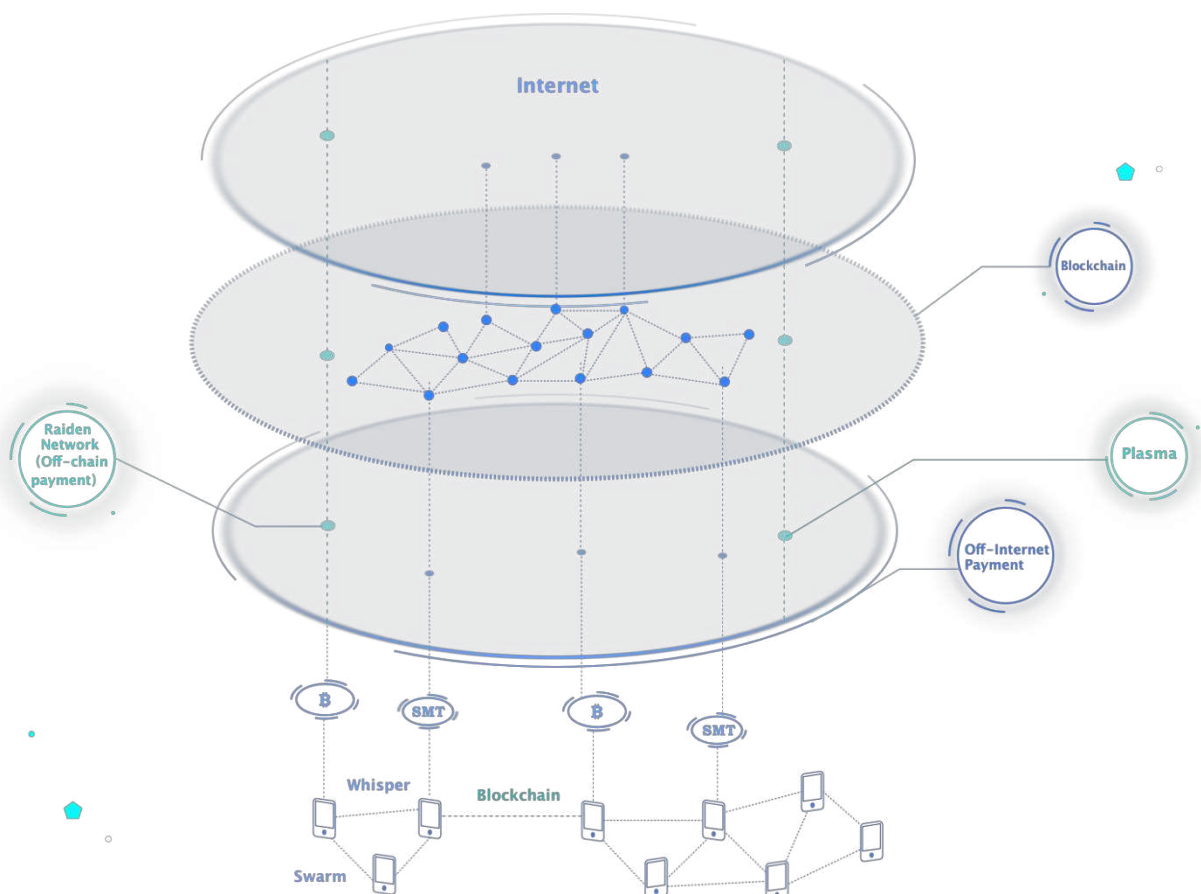 Internet
Blockchain
Raiden
Network
(Off-chain
payment)
Plasma
Off-Internet
Payment
₿
SMT
₿
SMT
Whisper
Blockchain
Swarm